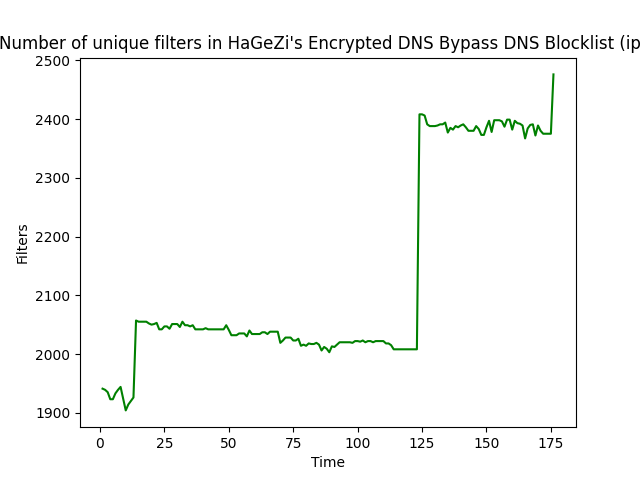 Number of unique filters in HaGeZi's Encrypted DNS Bypass DNS Blocklist (ip
2500
2400
2300
2200
2100
2000
1900
Filters
0 25 50 75 100 125 150 175
Time